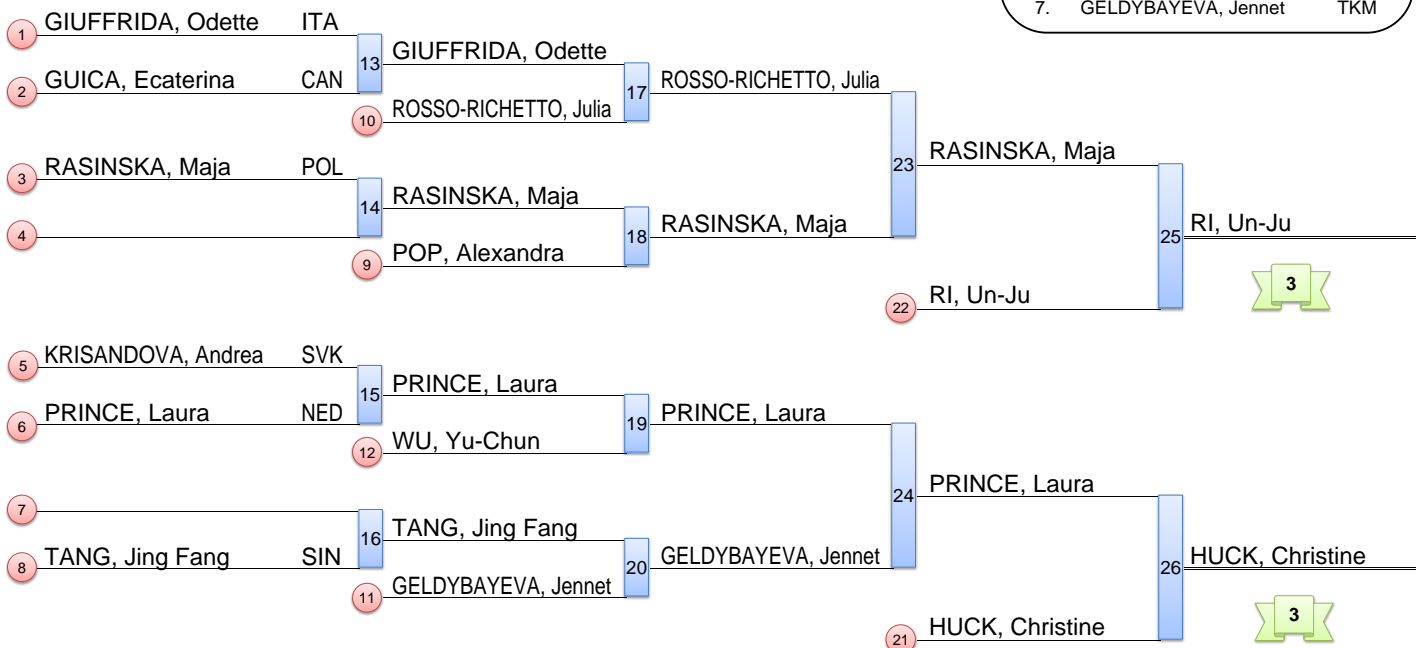 7. GELDYBAYEVA, Jennet TKM
1 GIUFFRIDA, Odette ITA
13 GIUFFRIDA, Odette
2 GUICA, Ecaterina CAN
17 ROSSO-RICHETTO, Julia
10 ROSSO-RICHETTO, Julia
23 RASINSKA, Maja
3 RASINSKA, Maja POL
14 RASINSKA, Maja
18 RASINSKA, Maja
25 RI, Un-Ju
4
9 POP, Alexandra
3
22 RI, Un-Ju
5 KRISANDOVA, Andrea SVK
15 PRINCE, Laura
6 PRINCE, Laura NED
19 PRINCE, Laura
12 WU, Yu-Chun
24 PRINCE, Laura
7
16 TANG, Jing Fang
8 TANG, Jing Fang SIN
20 GELDYBAYEVA, Jennet
26 HUCK, Christine
11 GELDYBAYEVA, Jennet
3
21 HUCK, Christine